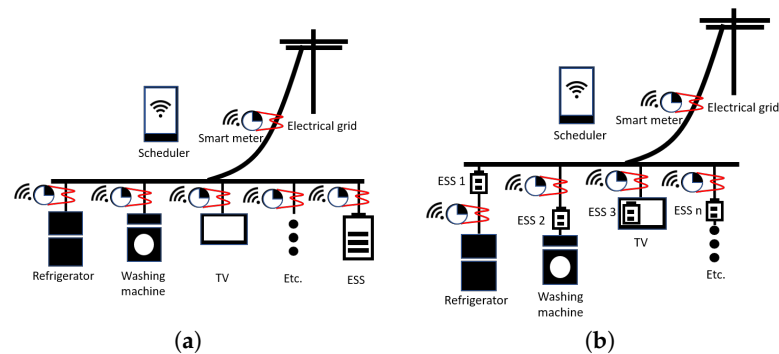 Smart meter
Electrical grid
Scheduler
Refrigerator
Washing
machine
TV
Etc.
ESS
(a)
Smart meter
Electrical grid
Scheduler
ESS 1
ESS 2
ESS 3
ESS n
TV
Etc.
Refrigerator
Washing
machine
(b)